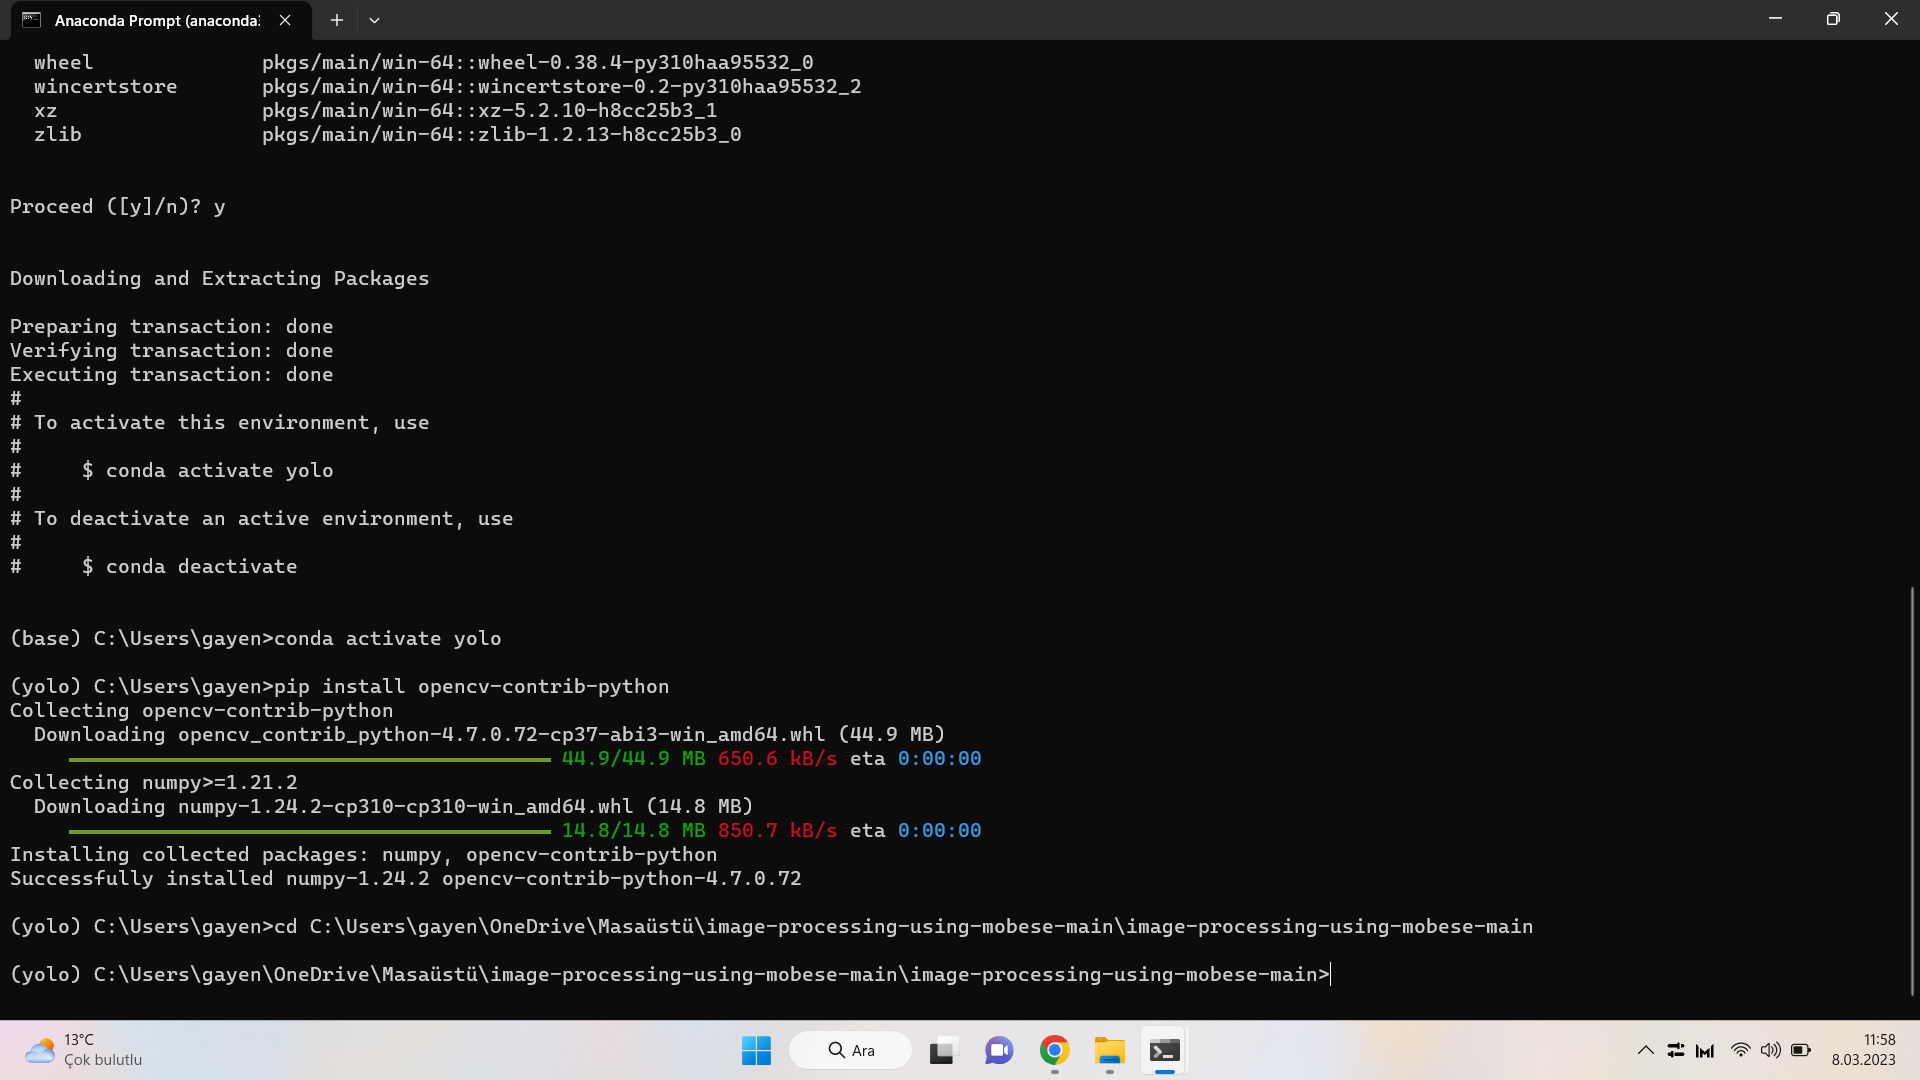 Anaconda Prompt (anaconda:
wheel pkgs/main/win-64::wheel-0.38.4-py310haa95532_0
wincertstore pkgs/main/win-64::wincertstore-0.2-py310haa95532_2
xz pkgs/main/win-64::xz-5.2.10-h8cc25b3_1
zlib pkgs/main/win-64::zlib-1.2.13-h8cc25b3_0
Proceed ([y]/n)? y
Downloading and Extracting Packages
Preparing transaction: done
Verifying transaction: done
Executing transaction: done
#
# To activate this environment, use
#
# $ conda activate yolo
#
# To deactivate an active environment, use
#
# $ conda deactivate
(base) C:\Users\gayen>conda activate yolo
(yolo) C:\Users\gayen>pip install opencv-contrib-python
Collecting opencv-contrib-python
Downloading opencv_contrib_python-4.7.0.72-cp37-abi3-win_amd64.whl (44.9 MB)
44.9/44.9 MB 650.6 kB/s eta 0:00:00
Collecting numpy>=1.21.2
Downloading numpy-1.24.2-cp310-cp310-win_amd64.whl (14.8 MB)
14.8/14.8 MB 850.7 kB/s eta 0:00:00
Installing collected packages: numpy, opencv-contrib-python
Successfully installed numpy-1.24.2 opencv-contrib-python-4.7.0.72
(yolo) C:\Users\gayen>cd C:\Users\gayen\OneDrive\Masaüstü\image-processing-using-mobese-main\image-processing-using-mobese-main
(yolo) C:\Users\gayen\OneDrive\Masaüstü\image-processing-using-mobese-main\image-processing-using-mobese-main>
13°C
Çok bulutlu
Ara
11:58
8.03.2023